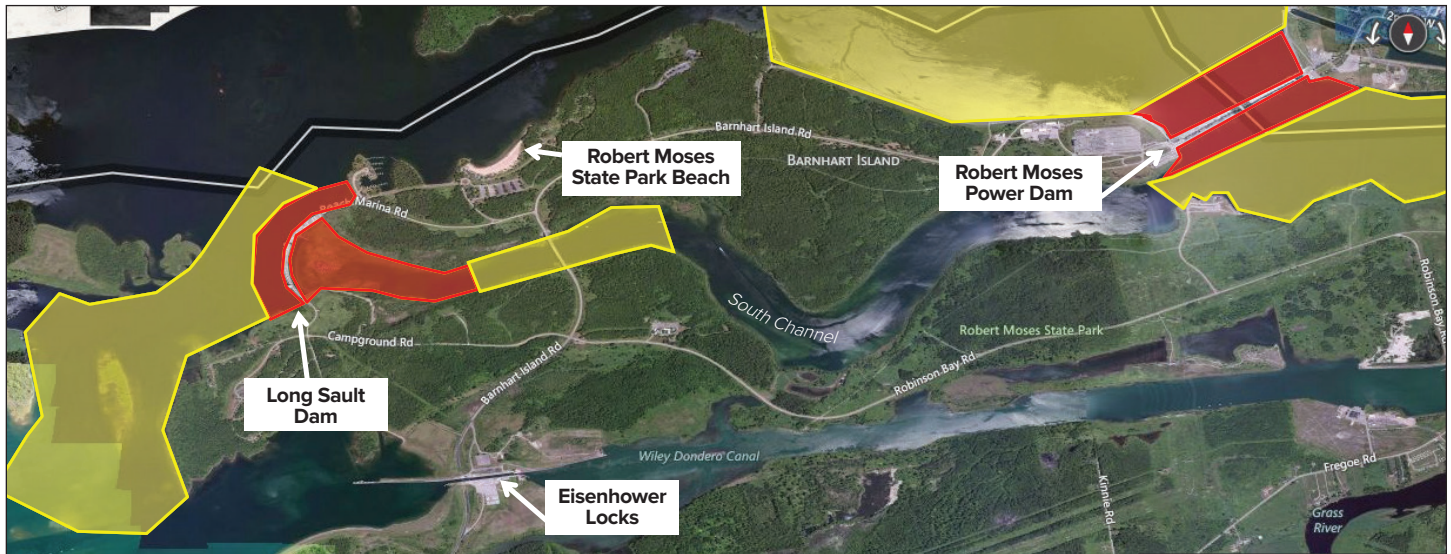 Barnhart Island Rd
BARNHART ISLAND
Robert Moses
State Park Beach
Robert Moses
Power Dam
Marina Rd
South Channel
Campground Rd
Robert Moses State Park
Robinson Bay Rd
Robinson Bay Rd
Barnhart Island Rd
Long Sault
Dam
Wiley Dondero Canal
Eisenhower
Locks
Kinnie Rd
Fregoe Rd
Grass
River